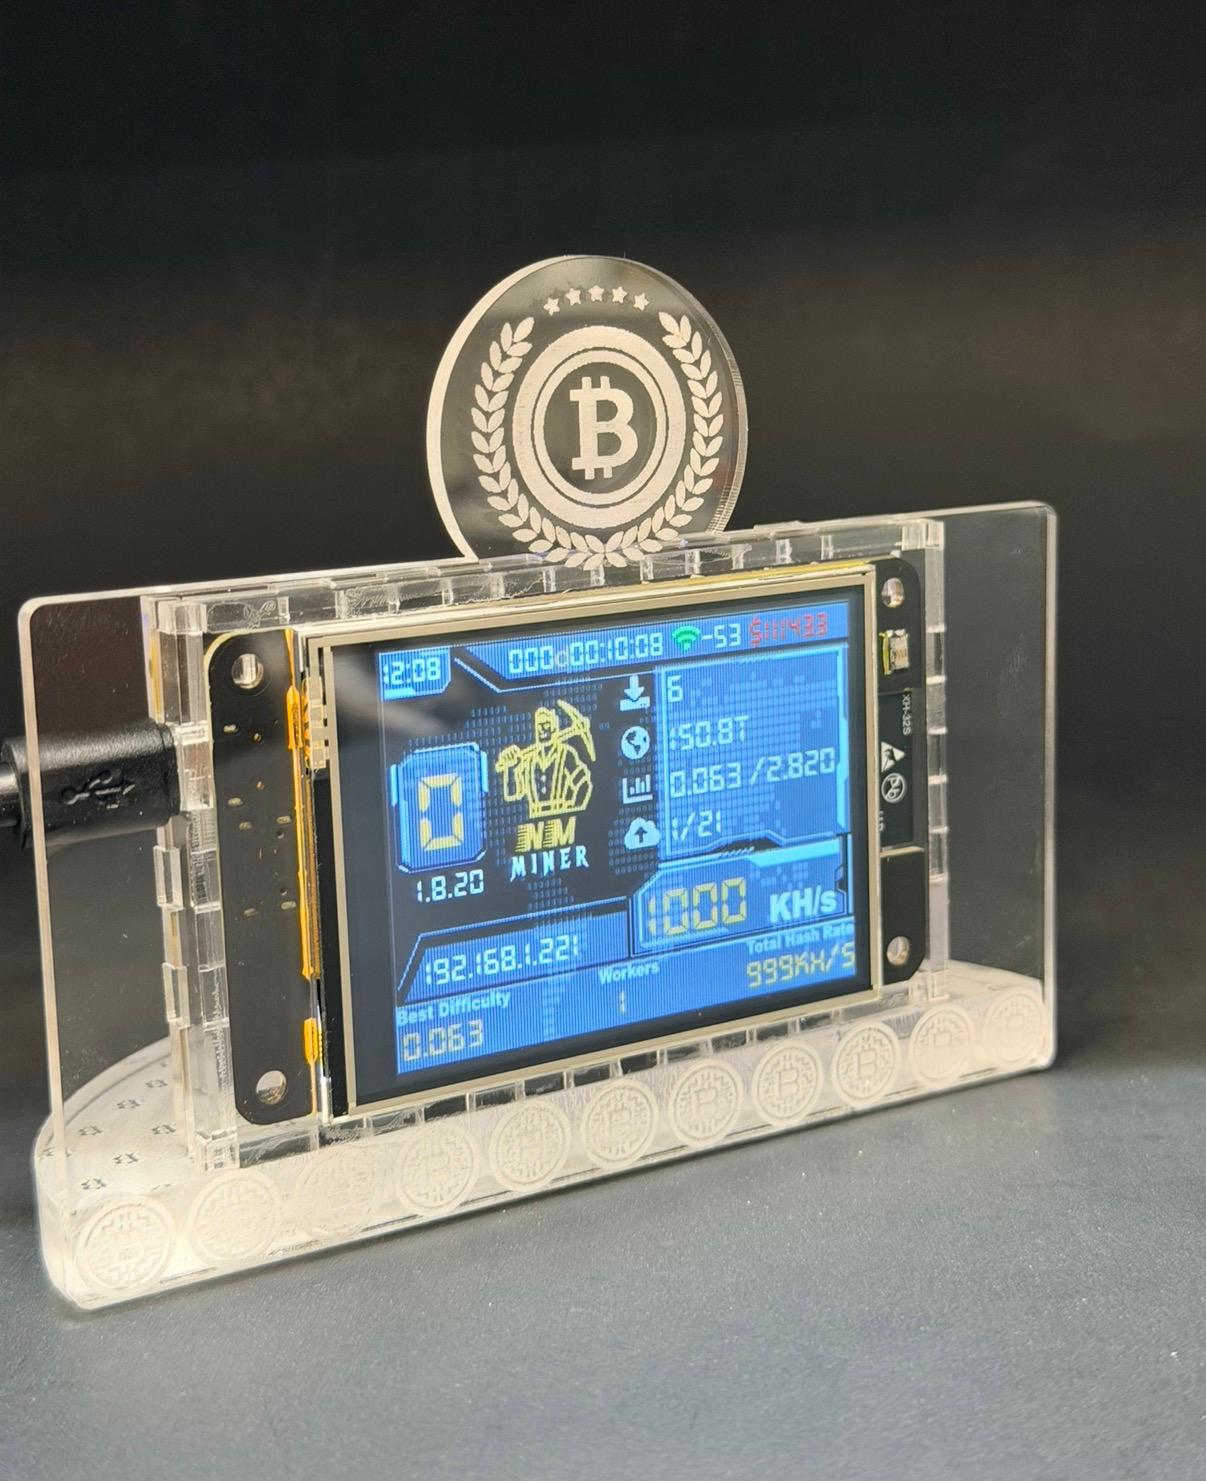 B
12:08 000d00:10:08 -53 $111433
6
150.8T
0.063/2.820
1/21
0
NM
MINER
1.8.20
1000 KH/s
192.168.1.221
Total Hash Rate
999KH/S
Workers
1
Best Difficulty
0.063
XH-32S